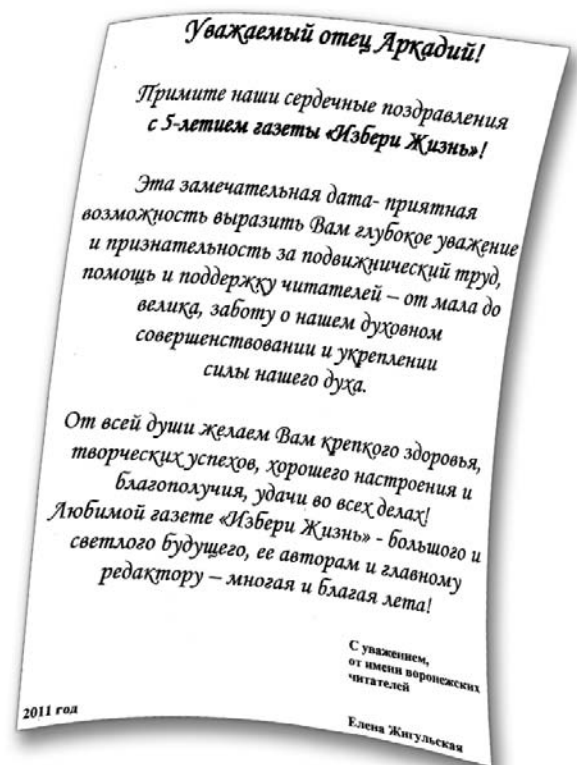 Уважаемый отец Аркадий!
Примите наши сердечные поздравления
с 5-летием газеты «Избери Жизнь»!
Эта замечательная дата- приятная
возможность выразить Вам глубокое уважение
и признательность за подвижнический труд,
помощь и поддержку читателей – от мала до
велика, заботу о нашем духовном
совершенствовании и укреплении
силы нашего духа.
От всей души желаем Вам крепкого здоровья,
творческих успехов, хорошего настроения и
благополучия, удачи во всех делах!
Любимой газете «Избери Жизнь» - большого и
светлого будущего, ее авторам и главному
редактору – многая и благая лета!
С уважением,
от имени воронежских
читателей
2011 год
Елена Жигульская